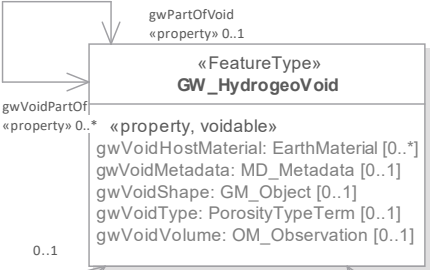 gwPartOfVoid
«property» 0..1
«FeatureType»
GW_HydrogeoVoid
gwVoidPartOf
«property» 0..*
«property, voidable»
gwVoidHostMaterial: EarthMaterial [0..*]
gwVoidMetadata: MD_Metadata [0..1]
gwVoidShape: GM_Object [0..1]
gwVoidType: PorosityTypeTerm [0..1]
gwVoidVolume: OM_Observation [0..1]
0..1